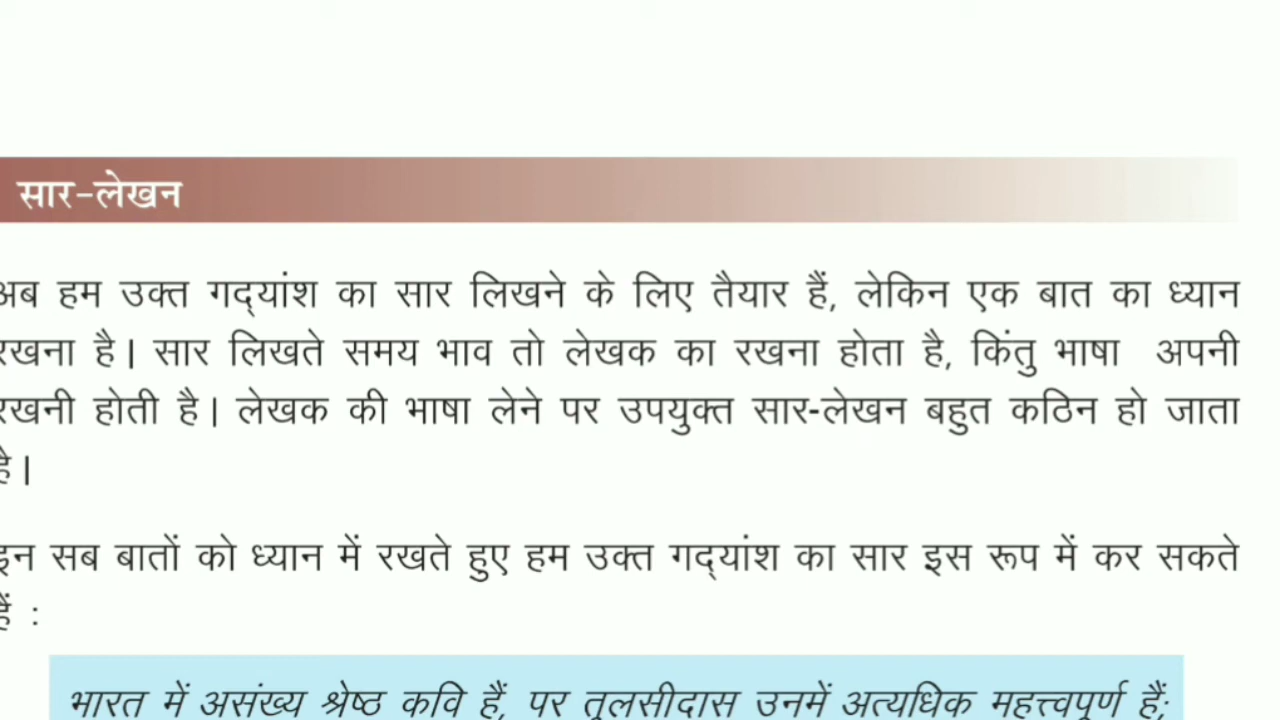 सार-लेखन
अब हम उक्त गद्यांश का सार लिखने के लिए तैयार हैं, लेकिन एक बात का ध्यान
रखना है। सार लिखते समय भाव तो लेखक का रखना होता है, किंतु भाषा अपनी
रखनी होती है। लेखक की भाषा लेने पर उपयुक्त सार-लेखन बहुत कठिन हो जाता
है।
इन सब बातों को ध्यान में रखते हुए हम उक्त गद्यांश का सार इस रूप में कर सकते
हैं :
भारत में असंख्य श्रेष्ठ कवि हैं, पर तुलसीदास उनमें अत्यधिक महत्त्वपूर्ण हैं;